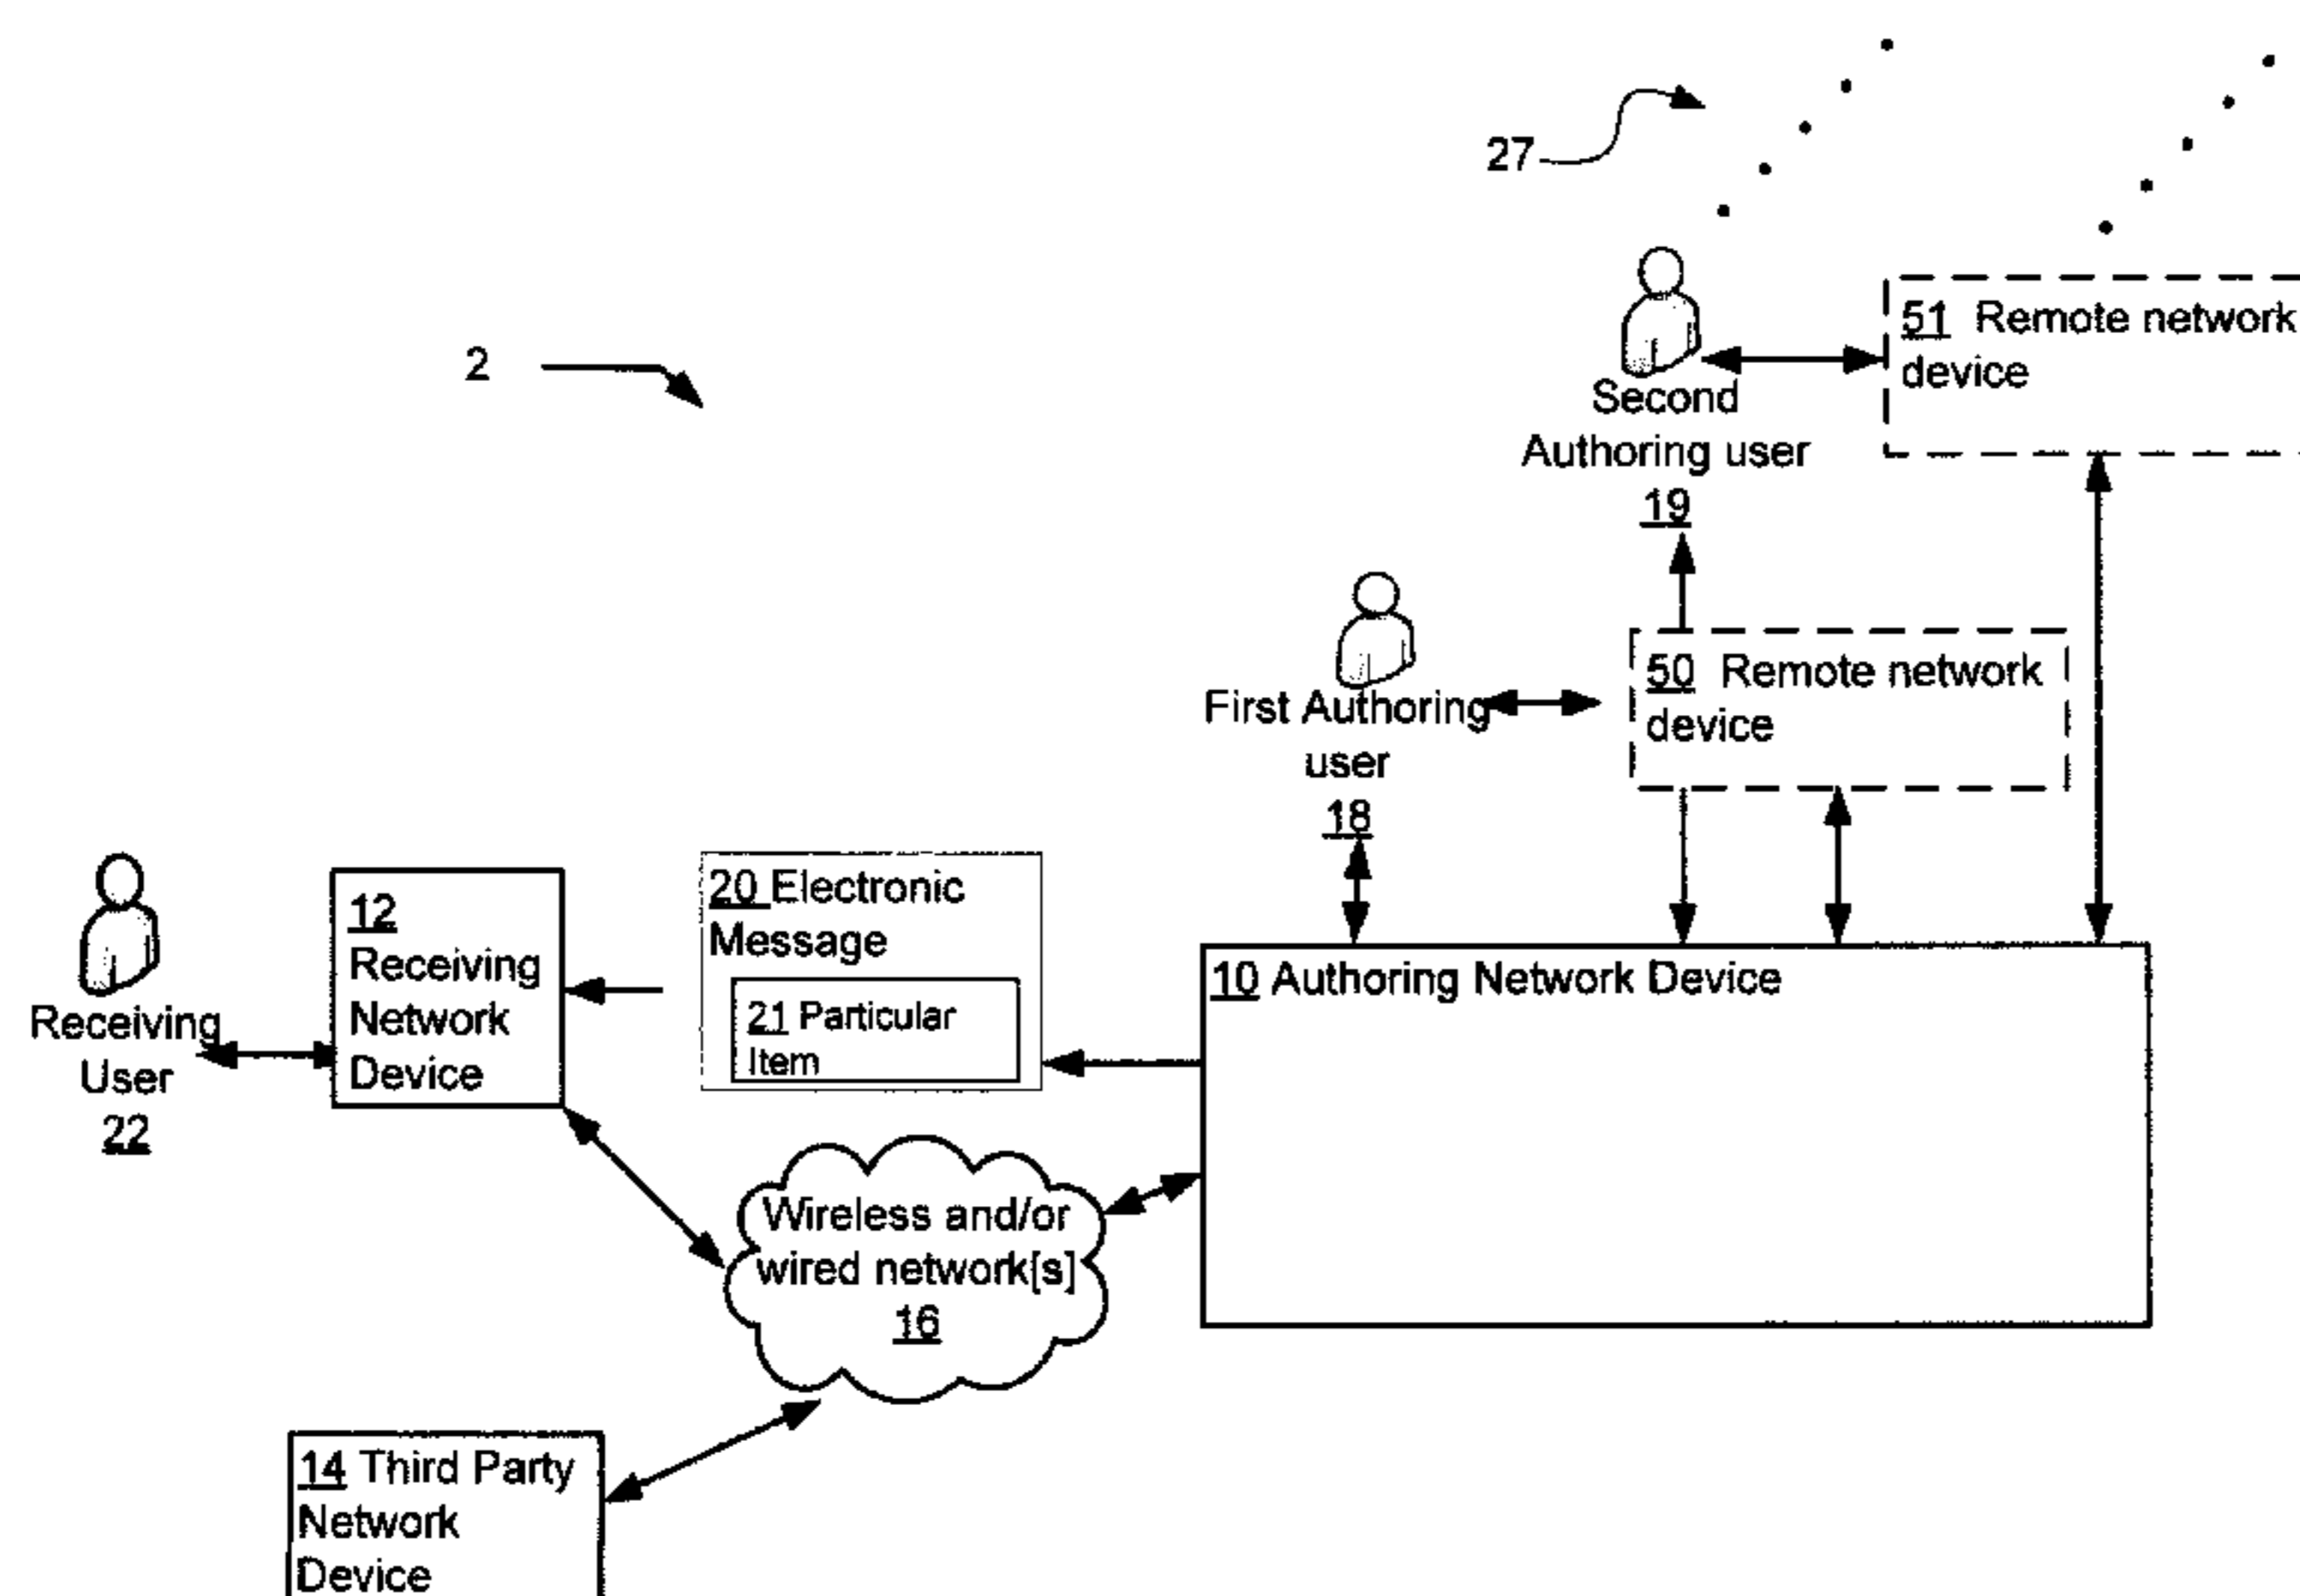 27
2
51 Remote network
device
Second
Authoring user
19
50 Remote network
device
First Authoring
user
18
20 Electronic
Message
21 Particular
Item
12
Receiving
Network
Device
Receiving
User
22
10 Authoring Network Device
Wireless and/or
wired network[s]
16
14 Third Party
Network
Device